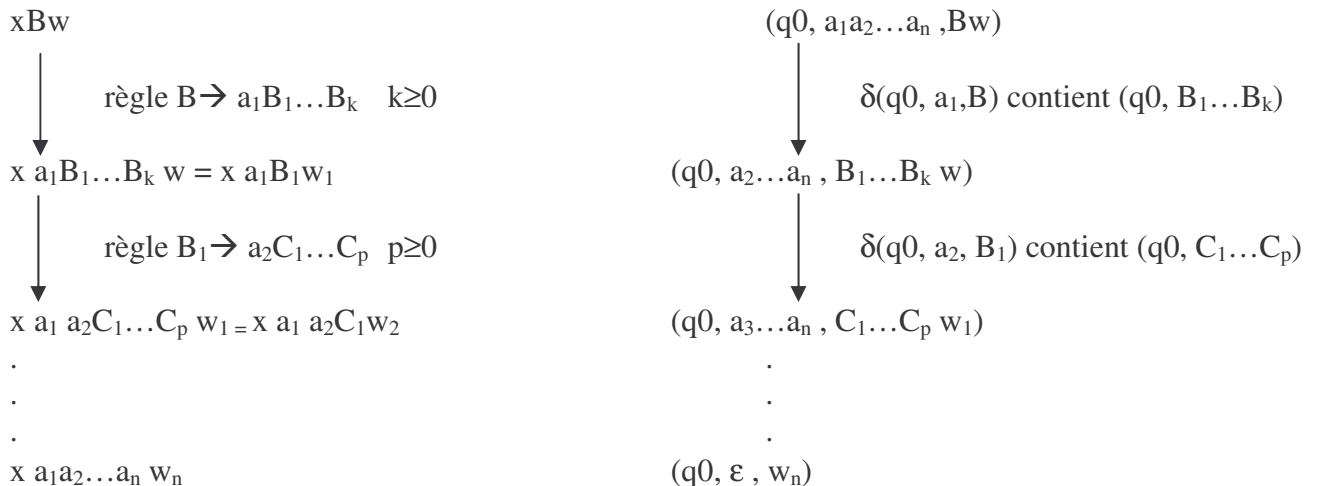 xBw (q0, a₁a₂…aₙ ,Bw)
règle B→ a₁B₁…Bₖ k≥0 δ(q0, a₁,B) contient (q0, B₁…Bₖ)
x a₁B₁…Bₖ w = x a₁B₁w₁ (q0, a₂…aₙ , B₁…Bₖ w)
règle B₁→ a₂C₁…Cₚ p≥0 δ(q0, a₂, B₁) contient (q0, C₁…Cₚ)
x a₁ a₂C₁…Cₚ w₁ = x a₁ a₂C₁w₂ (q0, a₃…aₙ , C₁…Cₚ w₁)
. .
. .
. .
x a₁a₂…aₙ wₙ (q0, ε , wₙ)